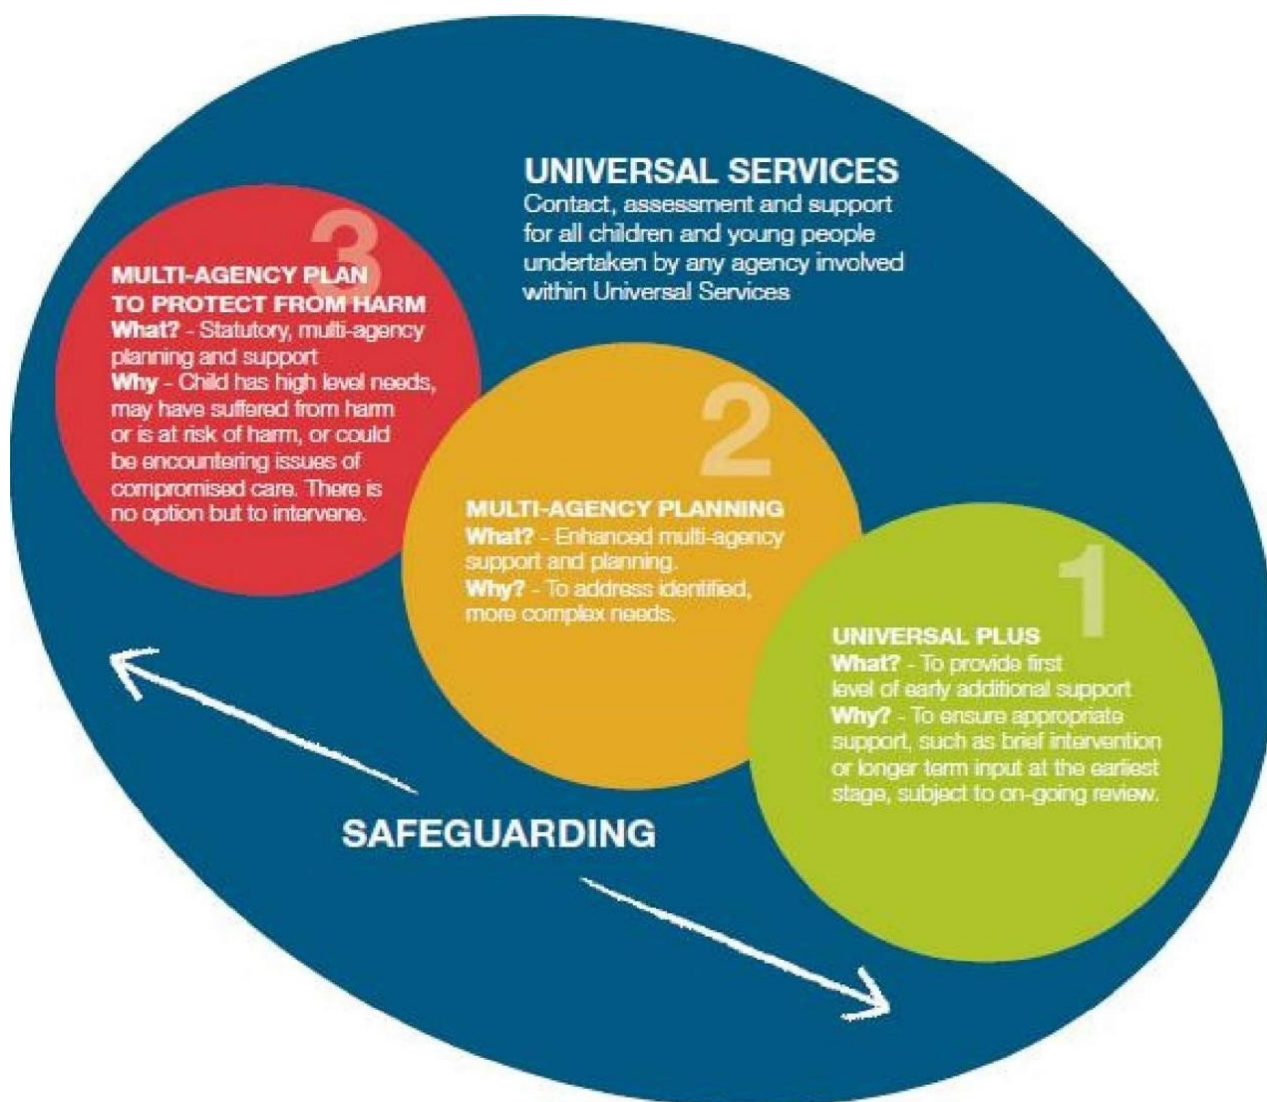 UNIVERSAL SERVICES
Contact, assessment and support
for all children and young people
undertaken by any agency involved
within Universal Services
3
MULTI-AGENCY PLAN
TO PROTECT FROM HARM
What? - Statutory, multi-agency
planning and support
Why - Child has high level needs,
may have suffered from harm
or is at risk of harm, or could
be encountering issues of
compromised care. There is
no option but to intervene.
2
MULTI-AGENCY PLANNING
What? - Enhanced multi-agency
support and planning.
Why? - To address identified,
more complex needs.
1
UNIVERSAL PLUS
What? - To provide first
level of early additional support
Why? - To ensure appropriate
support, such as brief intervention
or longer term input at the earliest
stage, subject to on-going review.
SAFEGUARDING